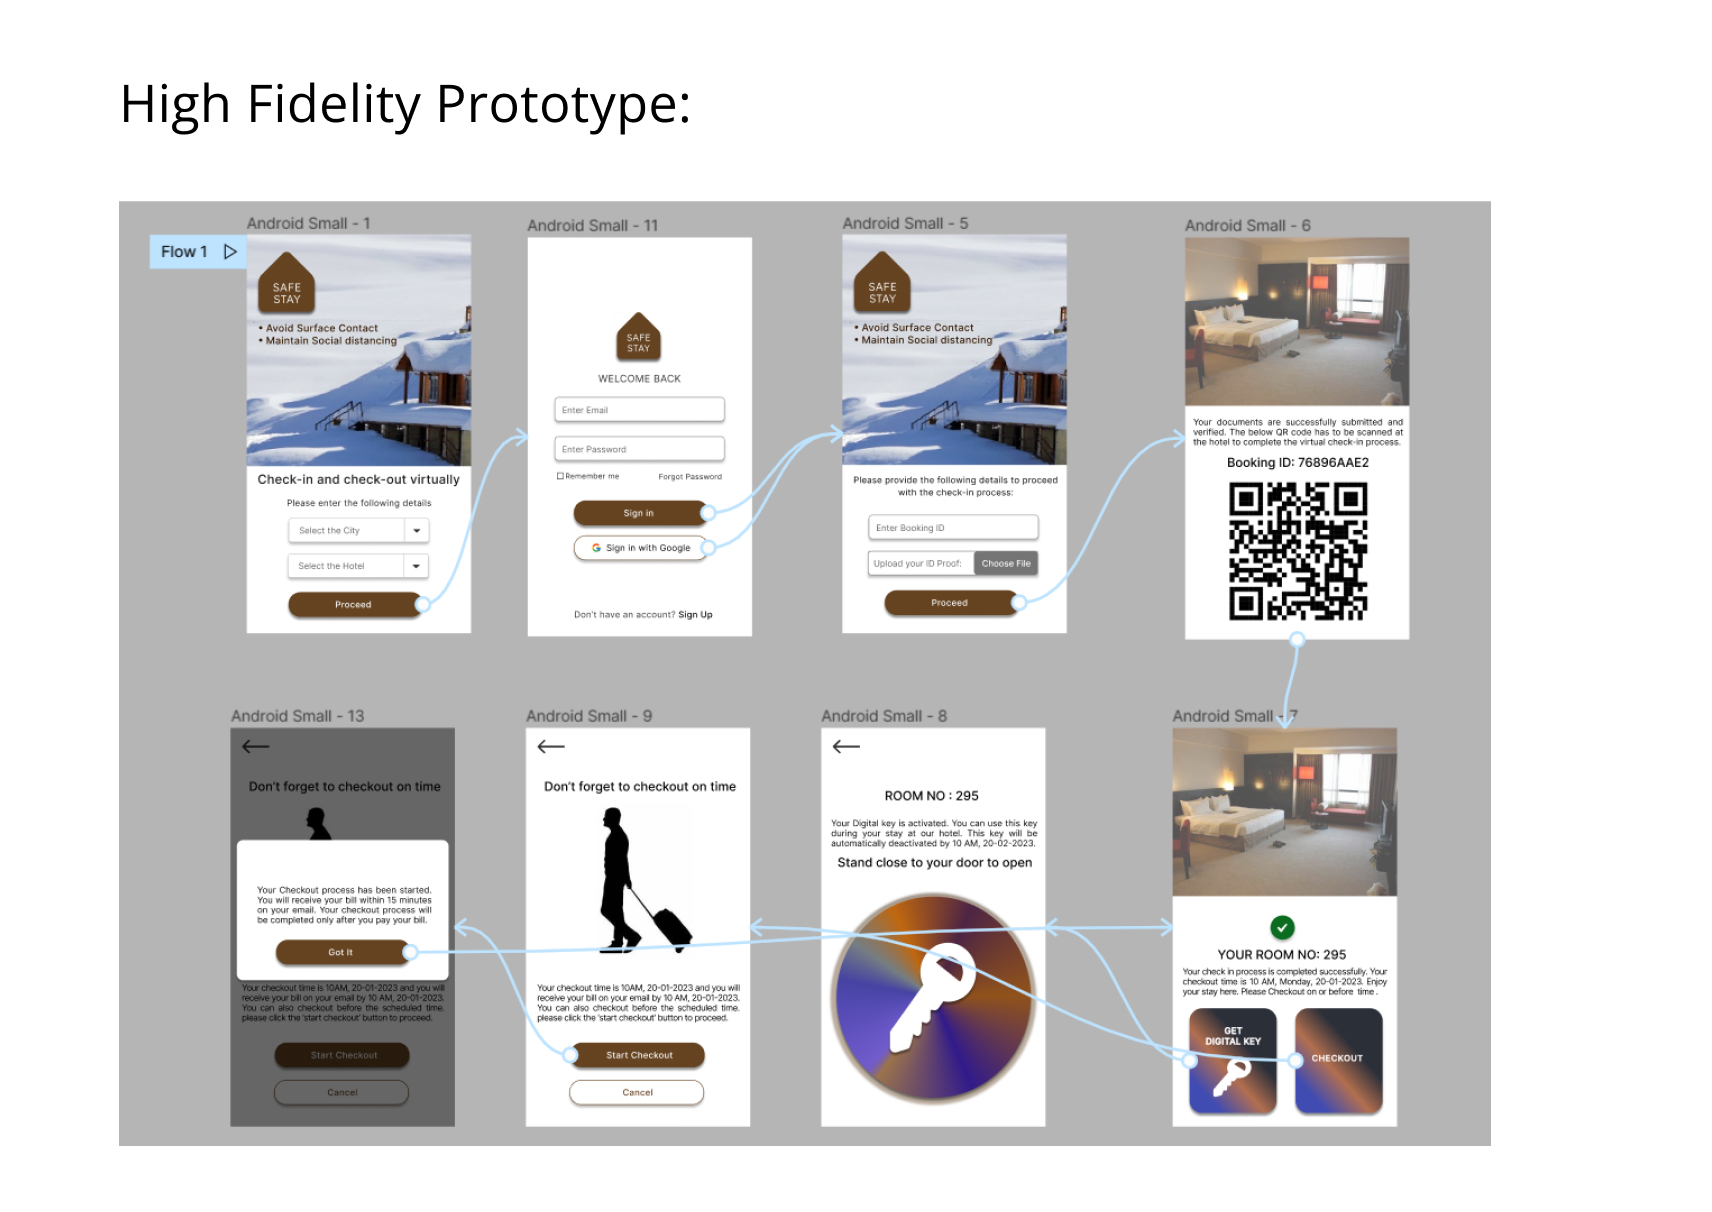 High Fidelity Prototype:
Flow 1
Android Small - 1
SAFE
STAY
• Avoid Surface Contact
• Maintain Social distancing
Check-in and check-out virtually
Please enter the following details
Select the City
Select the Hotel
Proceed
Android Small - 11
SAFE
STAY
WELCOME BACK
Enter Email
Enter Password
Remember me
Forgot Password
Sign in
Sign in with Google
Don't have an account? Sign Up
Android Small - 5
SAFE
STAY
• Avoid Surface Contact
• Maintain Social distancing
Please provide the following details to proceed
with the check-in process:
Enter Booking ID
Upload your ID Proof:
Choose File
Proceed
Android Small - 6
Your documents are successfully submitted and
verified. The below QR code has to be scanned at
the hotel to complete the virtual check-in process.
Booking ID: 76896AAE2
Android Small - 13
Don't forget to checkout on time
Your Checkout process has been started.
You will receive your bill within 15 minutes
on your email. Your checkout process will
be completed only after you pay your bill.
Got It
Your checkout time is 10AM, 20-01-2023 and you will
receive your bill on your email by 10 AM, 20-01-2023.
You can also checkout before the scheduled time.
please click the 'start checkout' button to proceed.
Start Checkout
Cancel
Android Small - 9
Don't forget to checkout on time
Your checkout time is 10AM, 20-01-2023 and you will
receive your bill on your email by 10 AM, 20-01-2023.
You can also checkout before the scheduled time.
please click the 'start checkout' button to proceed.
Start Checkout
Cancel
Android Small - 8
ROOM NO : 295
Your Digital key is activated. You can use this key
during your stay at our hotel. This key will be
automatically deactivated by 10 AM, 20-02-2023.
Stand close to your door to open
Android Small - 7
YOUR ROOM NO: 295
Your check in process is completed successfully. Your
checkout time is 10 AM, Monday, 20-01-2023. Enjoy
your stay here. Please Checkout on or before time .
GET
DIGITAL KEY
CHECKOUT